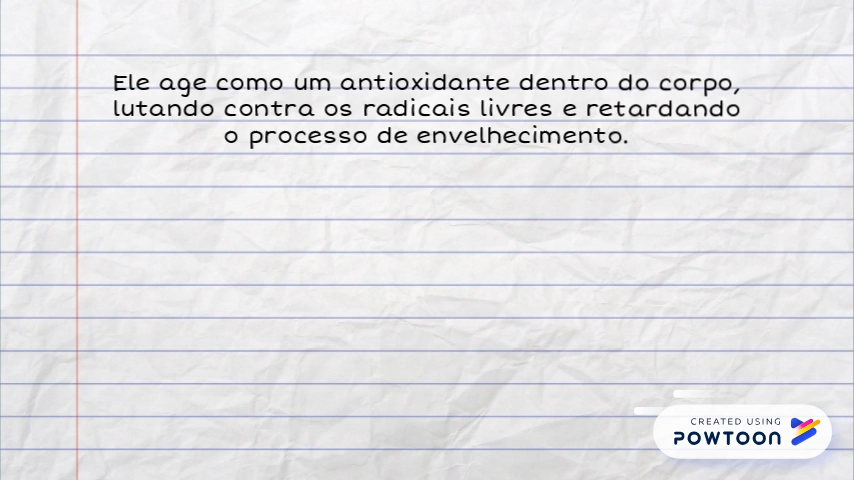 Ele age como um antioxidante dentro do corpo,
lutando contra os radicais livres e retardando
o processo de envelhecimento.
CREATED USING
POWTOON